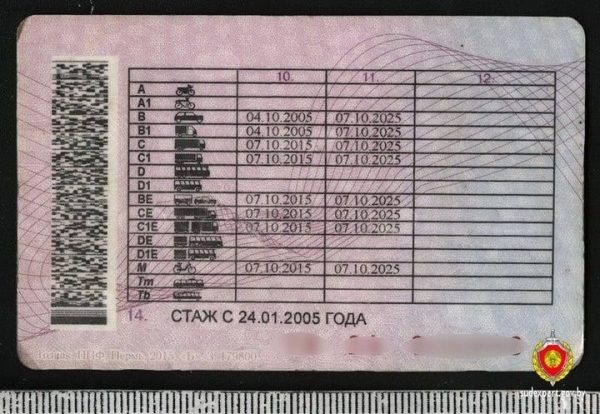 10. 11. 12.
A
A1
B 04.10.2005 07.10.2025
B1 04.10.2005 07.10.2025
C 07.10.2015 07.10.2025
C1 07.10.2015 07.10.2025
D
D1
BE 07.10.2015 07.10.2025
CE 07.10.2015 07.10.2025
C1E 07.10.2015 07.10.2025
DE
D1E
M 07.10.2015 07.10.2025
Tm
Tb
14. СТАЖ С 24.01.2005 ГОДА
sudexpert.gov.by